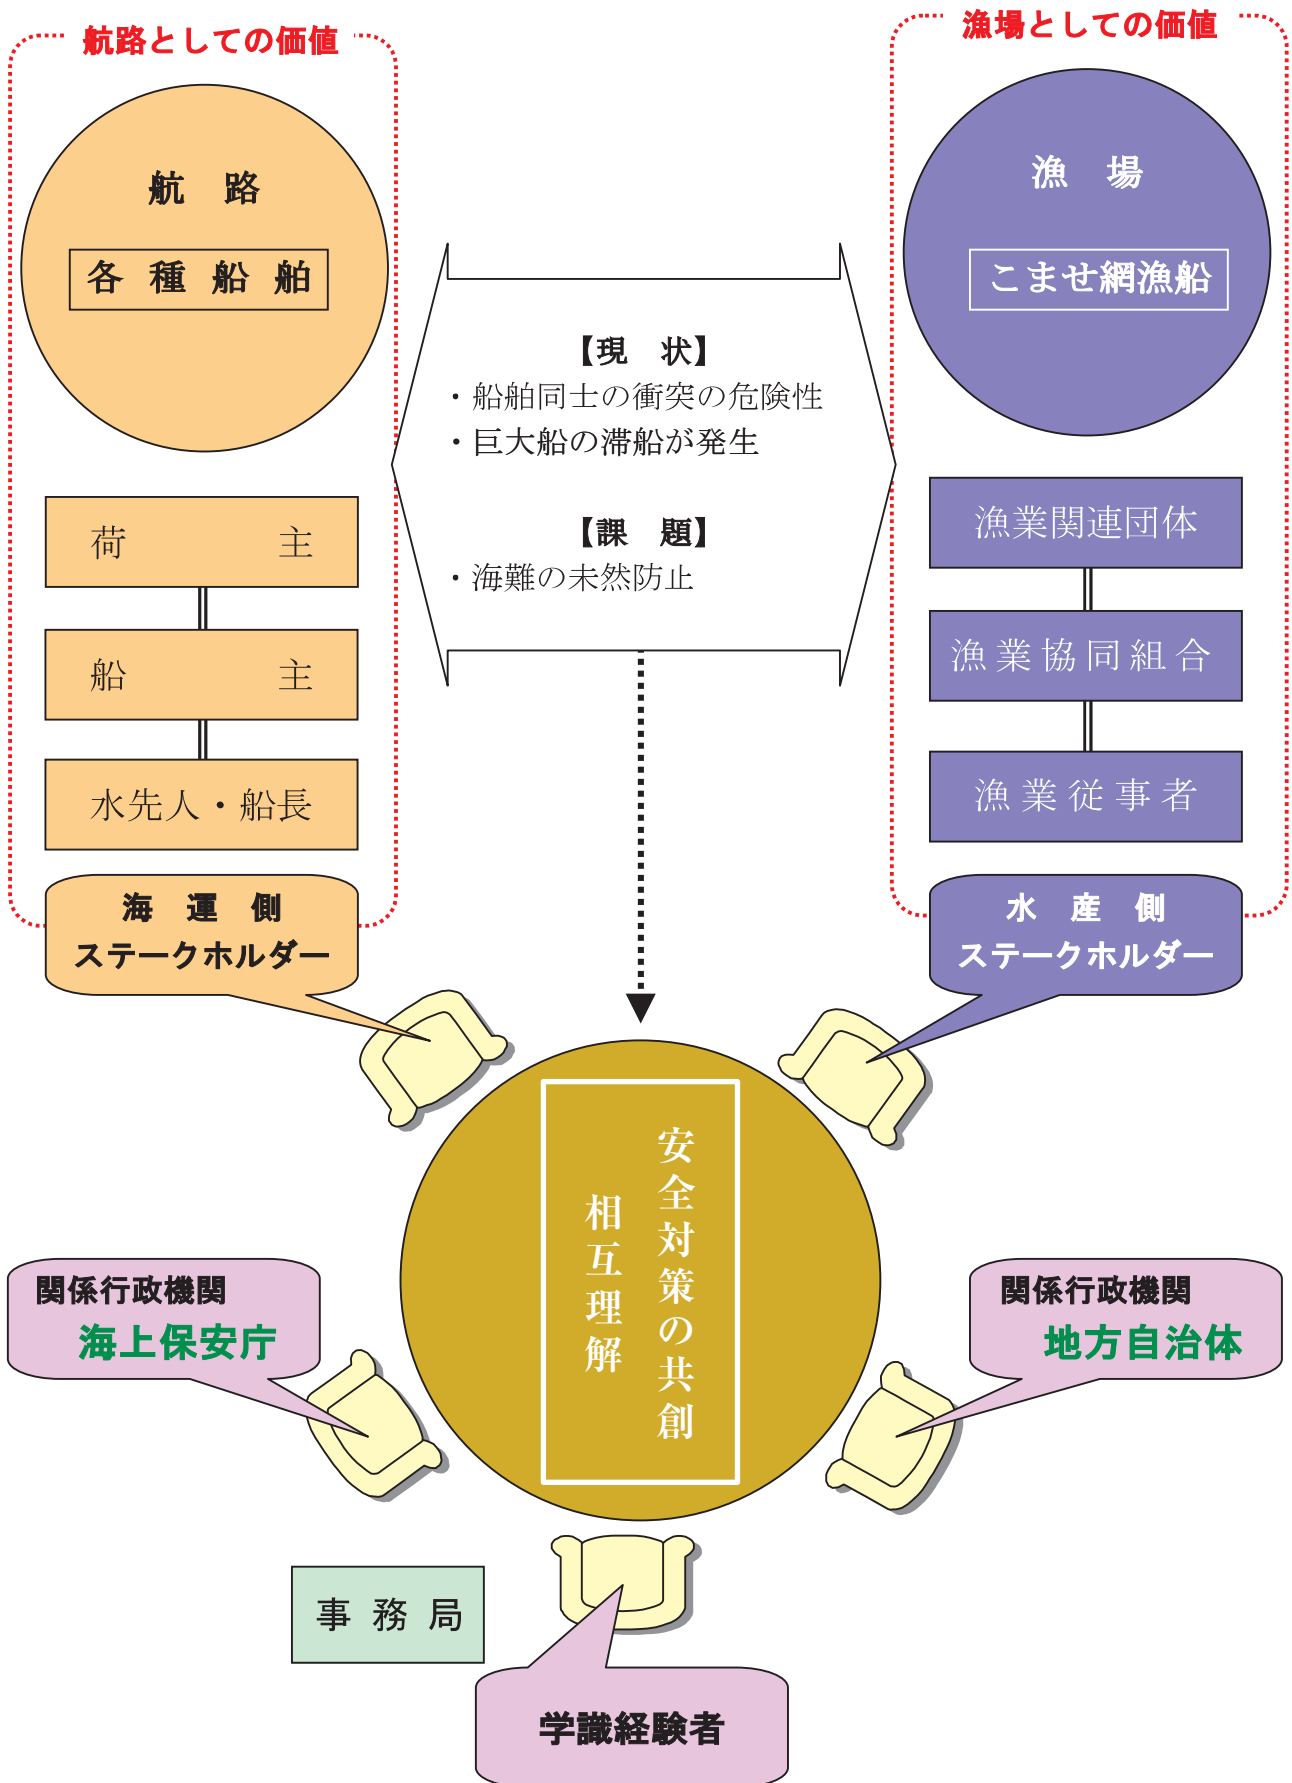 航路としての価値
航　路
各 種 船 舶
荷　　　　主
船　　　　主
水先人・船長
海　運　側
ステークホルダー
漁場としての価値
漁　場
こませ網漁船
漁業関連団体
漁業協同組合
漁業従事者
水　産　側
ステークホルダー
【現　状】
・船舶同士の衝突の危険性
・巨大船の滞船が発生
【課　題】
・海難の未然防止
安全対策の共創
相互理解
関係行政機関
海上保安庁
関係行政機関
地方自治体
事 務 局
学識経験者